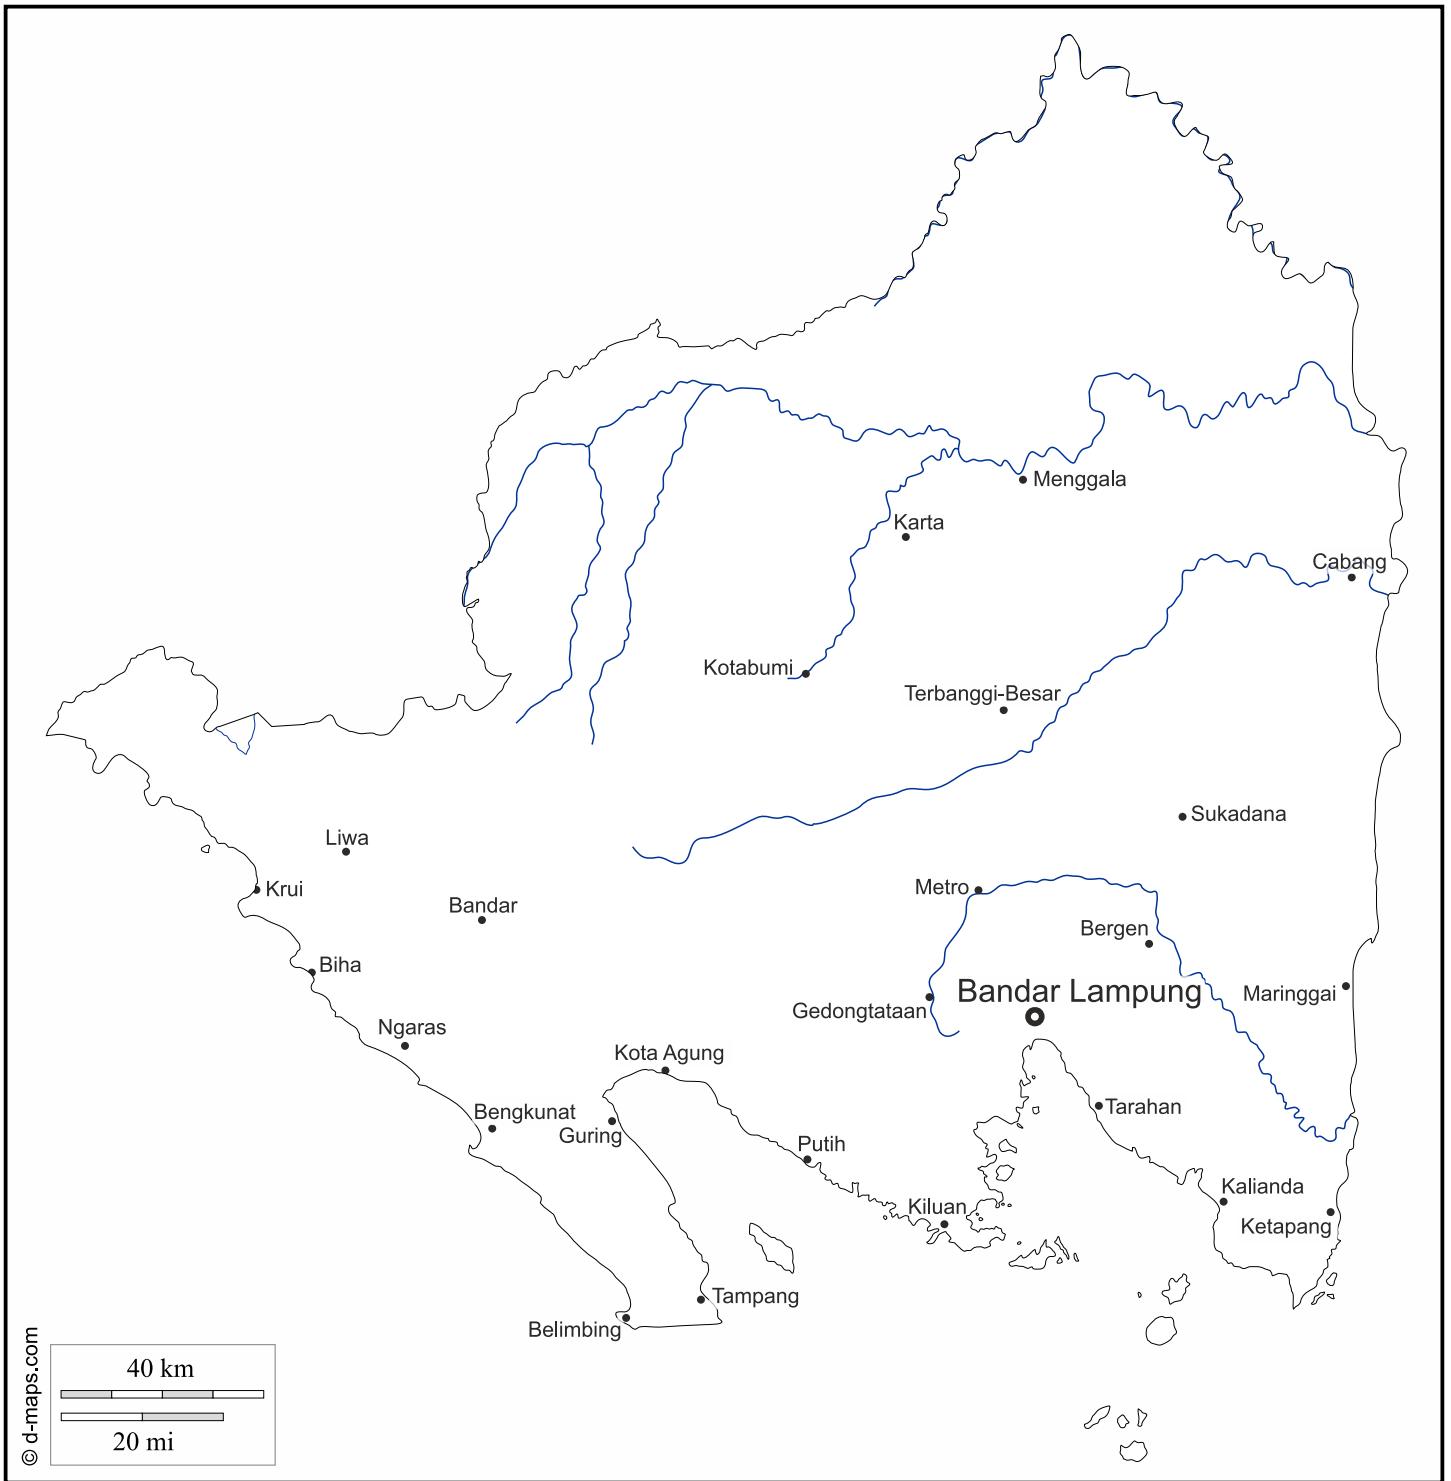 Menggala
Karta
Cabang
Kotabumi
Terbanggi-Besar
Sukadana
Liwa
Krui
Metro
Bandar
Bergen
Biha
Bandar Lampung
Maringgai
Gedongtataan
Ngaras
Kota Agung
Bengkunat
Tarahan
Guring
Putih
Kalianda
Kiluan
Ketapang
Tampang
Belimbing
40 km
20 mi
© d-maps.com